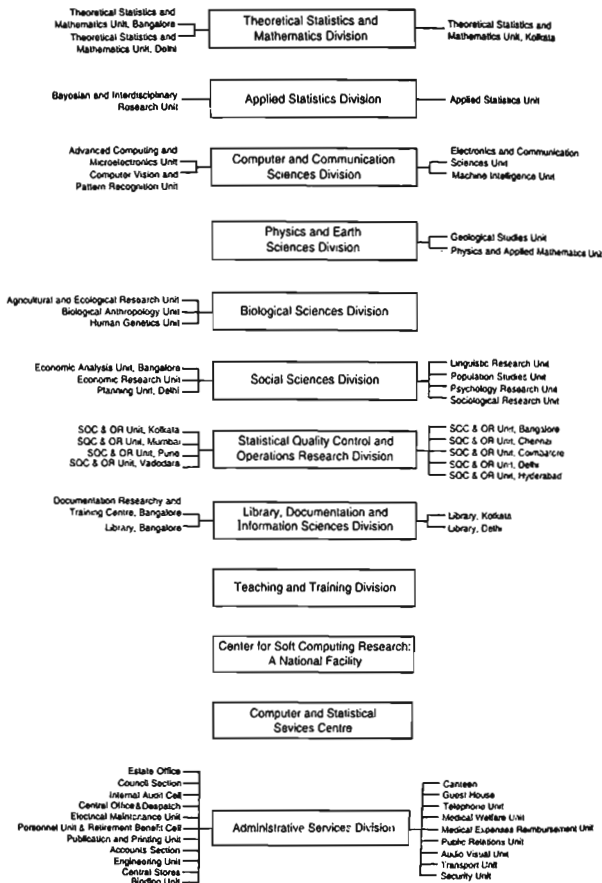 Theoretical Statistics and
Mathematics Unit, Bangalore
Theoretical Statistics and
Mathematics Unit, Delhi
Theoretical Statistics and
Mathematics Division
Theoretical Statistics and
Mathematics Unit, Kolkata
Bayosian and Interdisciplinary
Rosearch Unit
Applied Statistics Division
Applied Statistics Unit
Advanced Computing and
Microelectronics Unit
Computer Vision and
Pattern Recognition Unit
Computer and Communication
Sciences Division
Electronics and Communication
Sciences Unit
Machine Intelligence Unit
Physics and Earth
Sciences Division
Geological Studies Unit
Physics and Applied Mathematics Unit
Agricultural and Ecological Research Unit
Biological Anthropology Unit
Human Genetics Unit
Biological Sciences Division
Economic Analysis Unit, Bangalore
Economic Research Unit
Planning Unit, Delhi
Social Sciences Division
Linguistic Research Unit
Population Studies Unit
Psychology Research Unit
Sociological Research Unit
SQC & OR Unit, Kolkata
SQC & OR Unit, Mumbai
SQC & OR Unit, Pune
SQC & OR Unit, Vadodara
Statistical Quality Control and
Operations Research Division
SQC & OR Unit, Bangalore
SQC & OR Unit, Chennai
SQC & OR Unit, Coimbatore
SQC & OR Unit, Delhi
SQC & OR Unit, Hyderabad
Documentation Researchy and
Training Centre, Bangalore
Library, Bangalore
Library, Documentation and
Information Sciences Division
Library, Kolkata
Library, Delhi
Teaching and Training Division
Center for Soft Computing Research:
A National Facility
Computer and Statistical
Sevices Centre
Estate Office
Council Section
Internal Audit Cell
Central Office & Despatch
Electrical Maintenance Unit
Personnel Unit & Retirement Benefit Cell
Publication and Printing Unit
Accounts Section
Engineering Unit
Central Stores
Binding Unit
Administrative Services Division
Canteen
Guest House
Telephone Unit
Medical Welfare Unit
Medical Expenses Reimbursement Unit
Public Relations Unit
Audio Visual Unit
Transport Unit
Security Unit